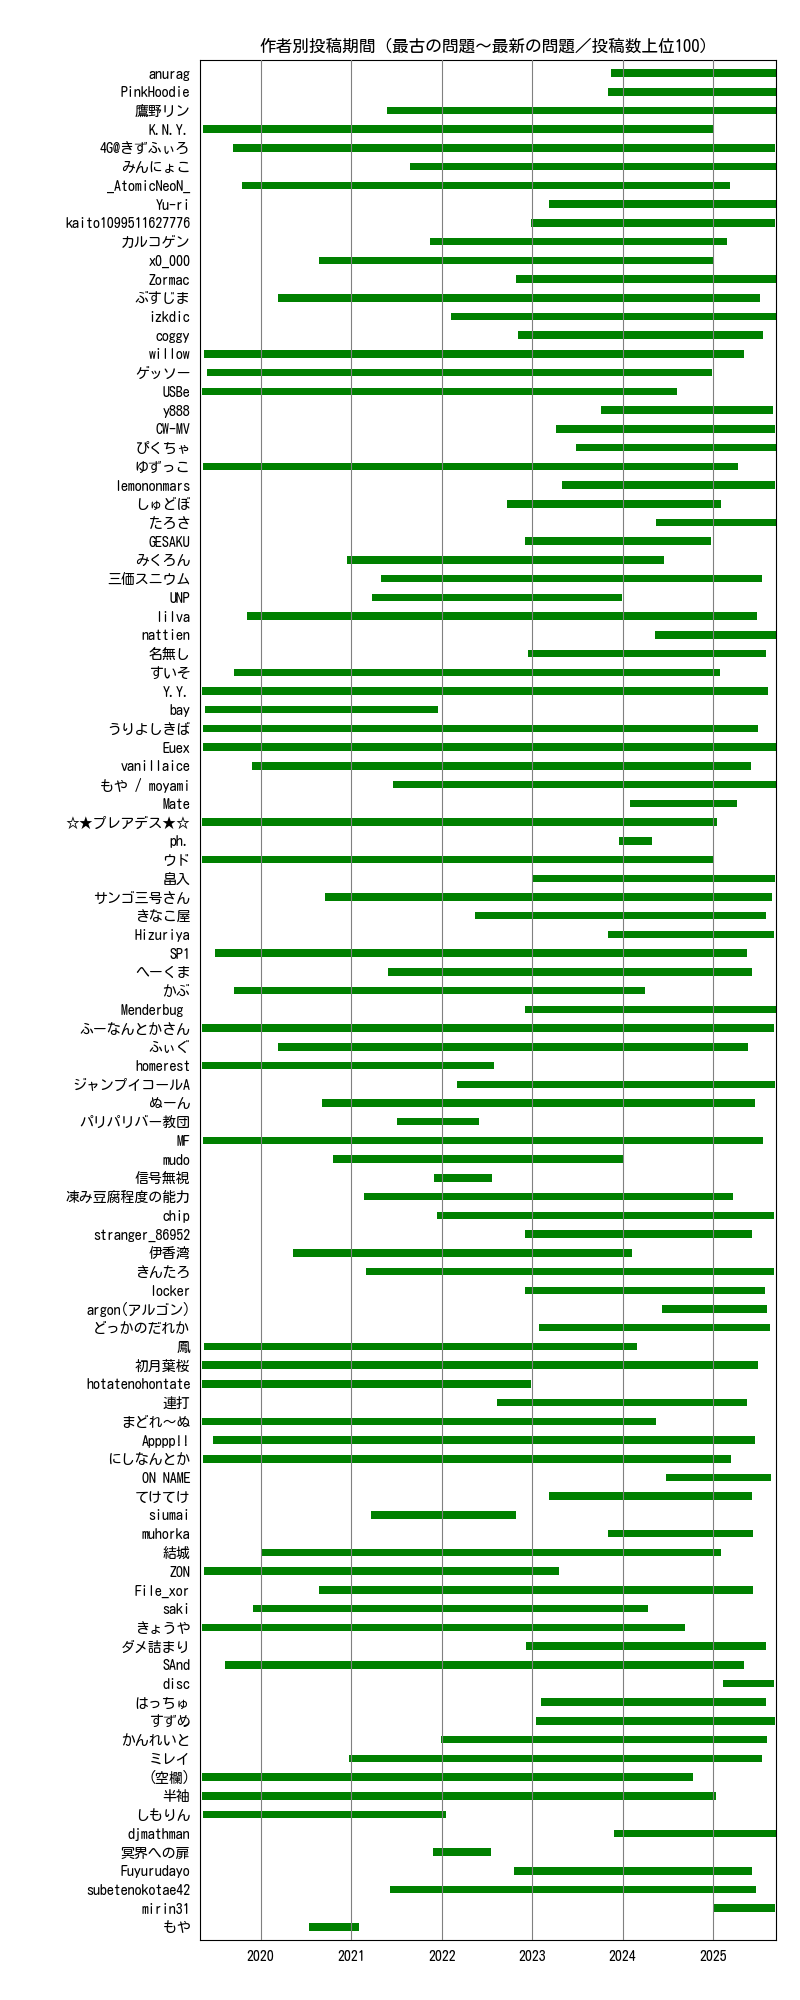 作者別投稿期間（最古の問題～最新の問題／投稿数上位100）
anurag
PinkHoodie
鷹野リン
K.N.Y.
4G@きずふぃろ
みんにょこ
_AtomicNeoN_
Yu-ri
kaito1099511627776
カルコゲン
x0_000
Zormac
ぶすじま
izkdic
coggy
willow
ゲッソー
USBe
y888
CW-MV
ぴくちゃ
ゆずっこ
lemononmars
しゅどぼ
たろさ
GESAKU
みくろん
三価スニウム
UNP
lilva
nattien
名無し
すいそ
Y.Y.
bay
うりよしきば
Euex
vanillaice
もや / moyami
Mate
☆★プレアデス★☆
ph.
ウド
畠入
サンゴ三号さん
きなこ屋
Hizuriya
SP1
へーくま
かぶ
Menderbug
ふーなんとかさん
ふぃぐ
homerest
ジャンプイコールA
ぬーん
パリパリバー教団
MF
mudo
信号無視
凍み豆腐程度の能力
chip
stranger_86952
伊香湾
きんたろ
locker
argon(アルゴン)
どっかのだれか
鳳
初月葉桜
hotatenohontate
連打
まどれ～ぬ
Appppll
にしなんとか
ON NAME
てけてけ
siumai
muhorka
結城
ZON
File_xor
saki
きょうや
ダメ詰まり
SAnd
disc
はっちゅ
すずめ
かんれいと
ミレイ
(空欄)
半袖
しもりん
djmathman
冥界への扉
Fuyurudayo
subetenokotae42
mirin31
もや
2020 2021 2022 2023 2024 2025